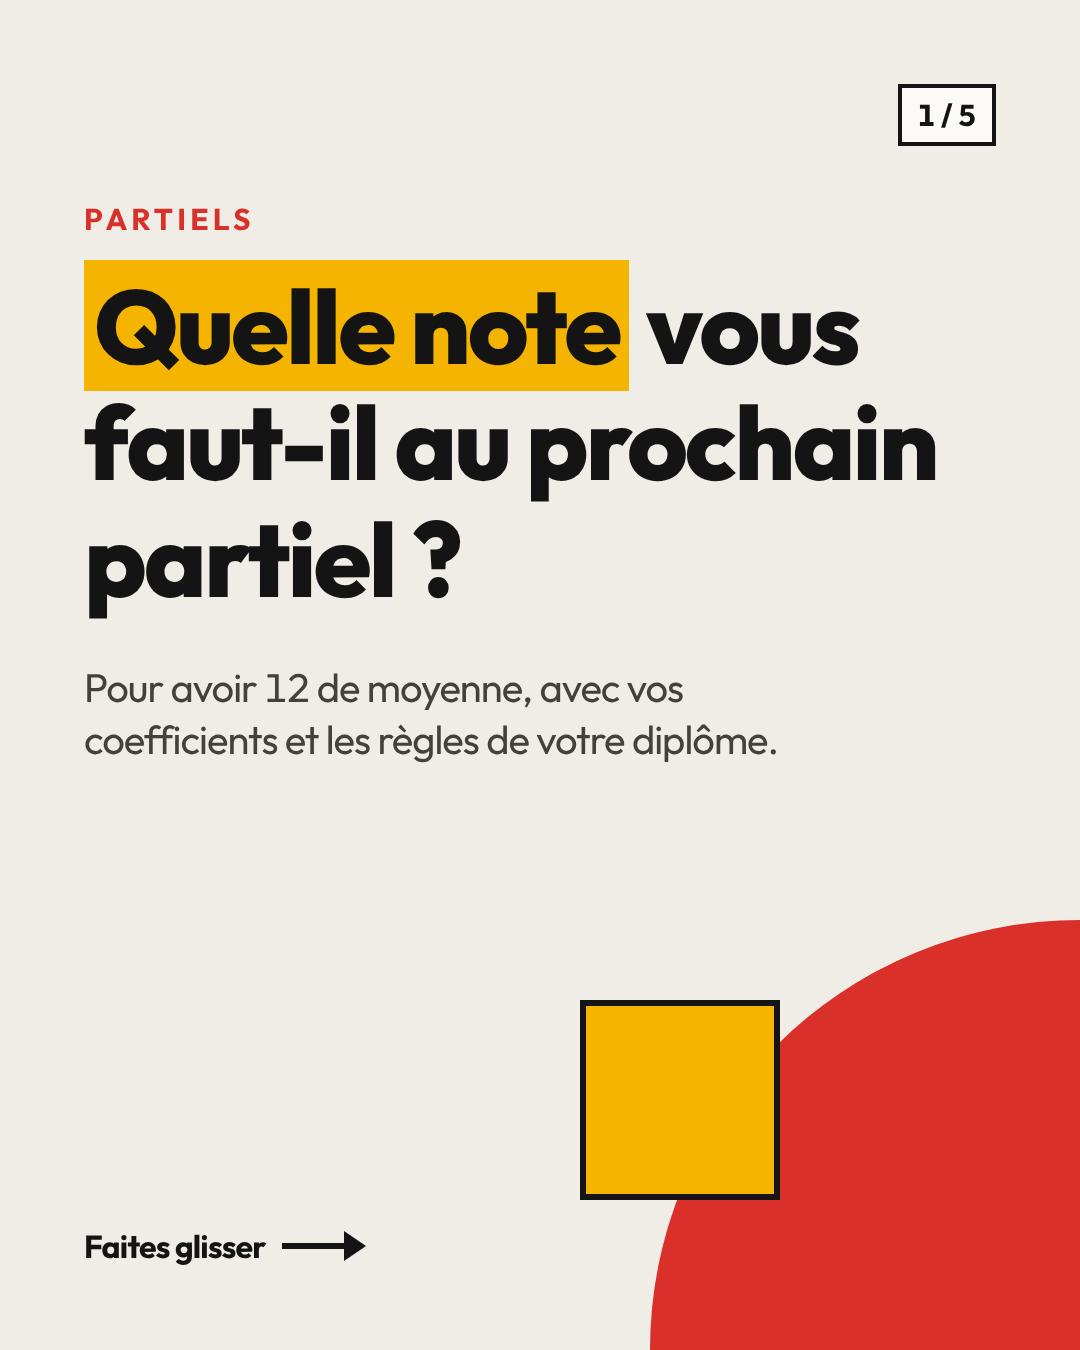 1/5
PARTIELS
Quelle note vous
faut-il au prochain
partiel ?
Pour avoir 12 de moyenne, avec vos
coefficients et les règles de votre diplôme.
Faites glisser